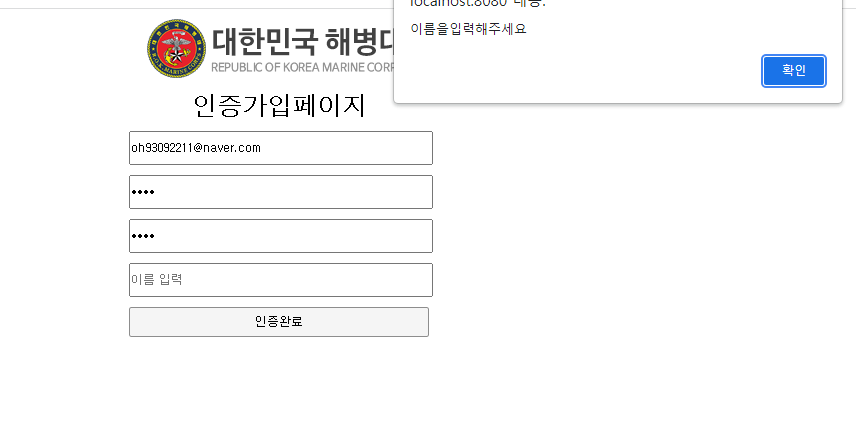 localhost:8080 내용:
이름을입력해주세요
확인
대한민국 해병대
REPUBLIC OF KOREA MARINE CORP
인증가입페이지
oh93092211@naver.com
••••
••••
이름 입력
인증완료